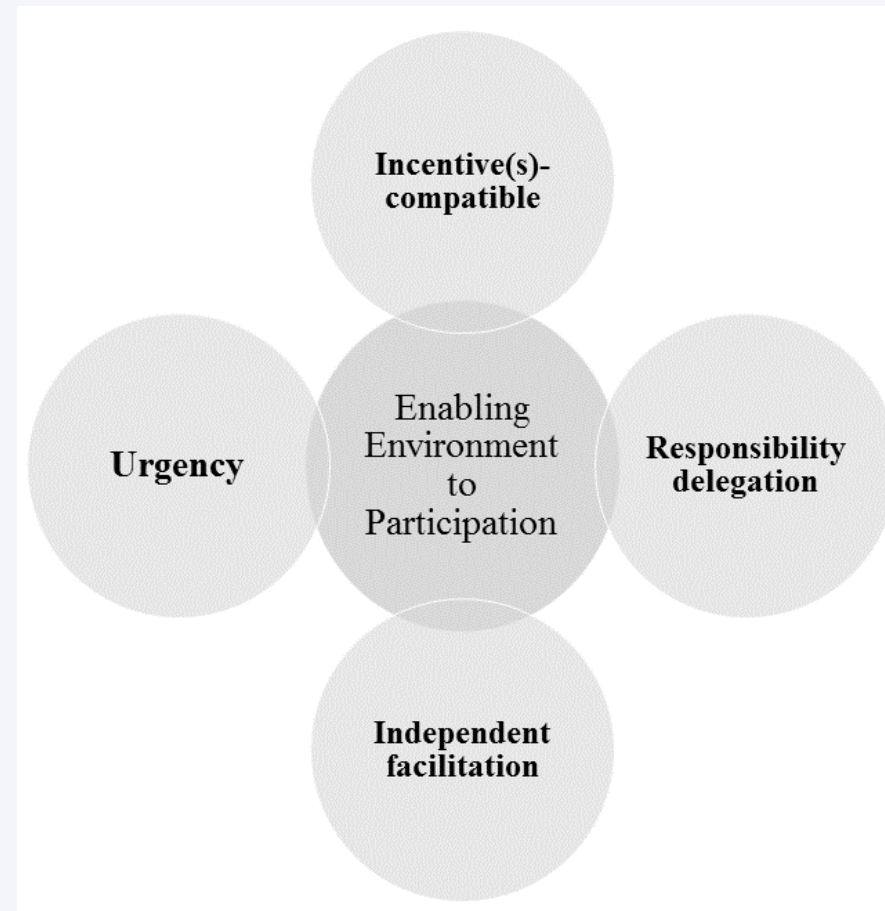 Incentive(s)-
compatible
Urgency
Enabling
Environment
to
Participation
Responsibility
delegation
Independent
facilitation